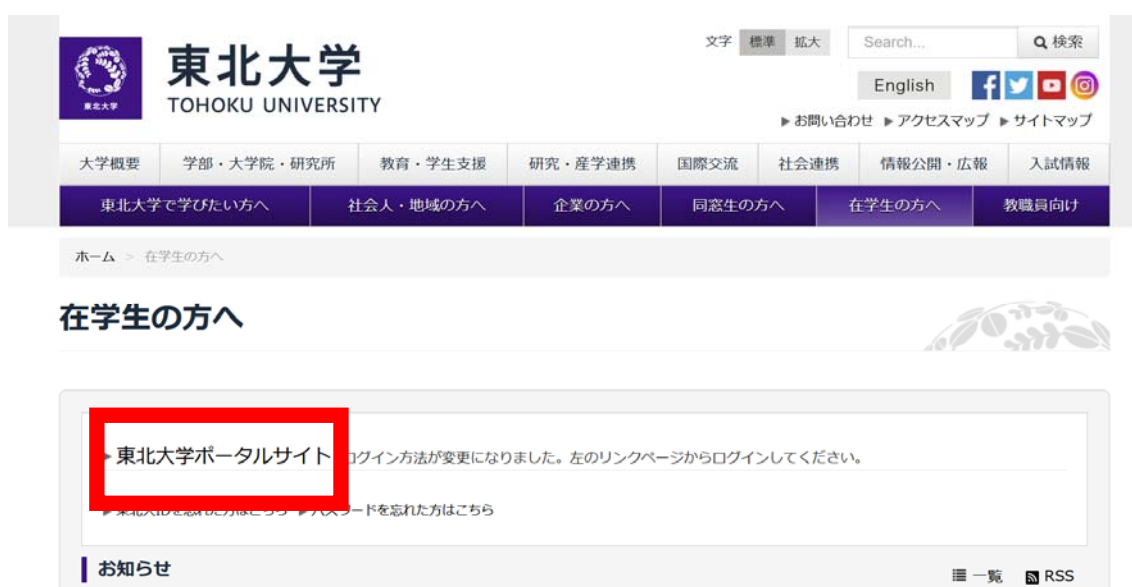 東北大学
東北大学
TOHOKU UNIVERSITY
文字 標準 拡大 Search... 検索
English
お問い合わせ アクセスマップ サイトマップ
大学概要 学部・大学院・研究所 教育・学生支援 研究・産学連携 国際交流 社会連携 情報公開・広報 入試情報
東北大学で学びたい方へ 社会人・地域の方へ 企業の方へ 同窓生の方へ 在学生の方へ 教職員向け
ホーム > 在学生の方へ
在学生の方へ
東北大学ポータルサイト グイン方法が変更になりました。左のリンクページからログインしてください。
ードを忘れた方はこちら
お知らせ 一覧 RSS